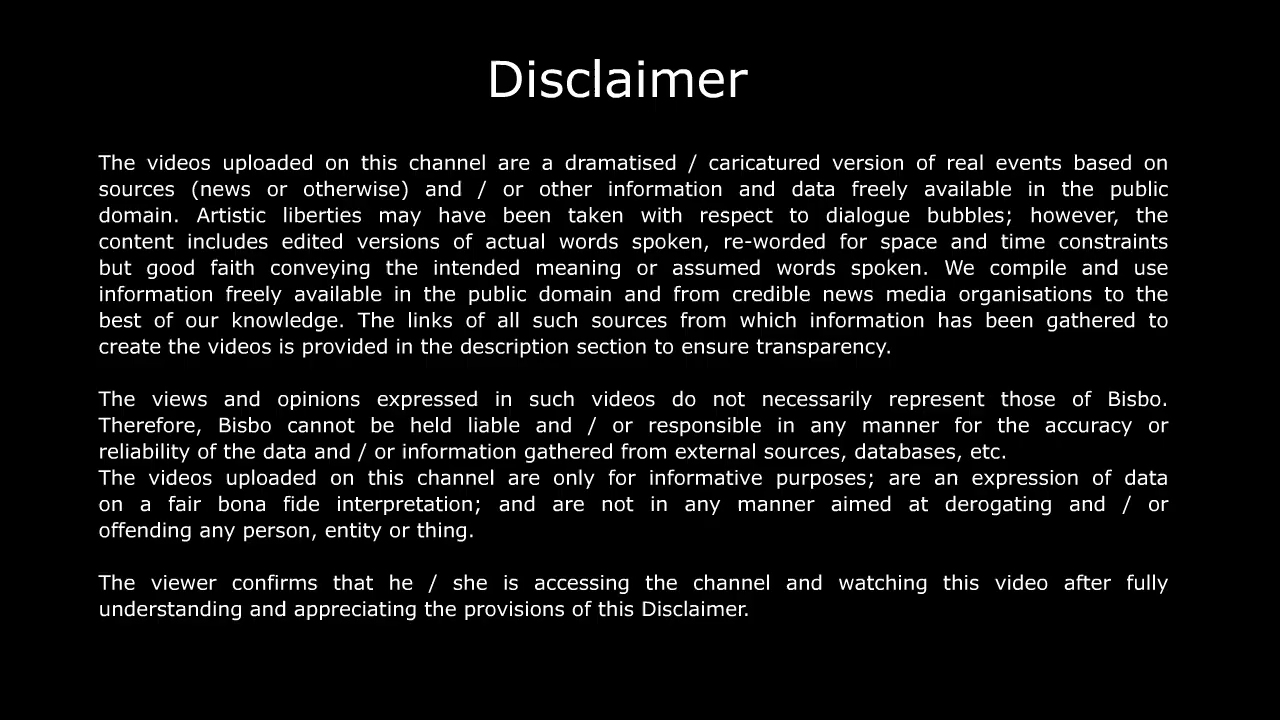 Disclaimer
The videos uploaded on this channel are a dramatised / caricatured version of real events based on
sources (news or otherwise) and / or other information and data freely available in the public
domain. Artistic liberties may have been taken with respect to dialogue bubbles; however, the
content includes edited versions of actual words spoken, re-worded for space and time constraints
but good faith conveying the intended meaning or assumed words spoken. We compile and use
information freely available in the public domain and from credible news media organisations to the
best of our knowledge. The links of all such sources from which information has been gathered to
create the videos is provided in the description section to ensure transparency.
The views and opinions expressed in such videos do not necessarily represent those of Bisbo.
Therefore, Bisbo cannot be held liable and / or responsible in any manner for the accuracy or
reliability of the data and / or information gathered from external sources, databases, etc.
The videos uploaded on this channel are only for informative purposes; are an expression of data
on a fair bona fide interpretation; and are not in any manner aimed at derogating and / or
offending any person, entity or thing.
The viewer confirms that he / she is accessing the channel and watching this video after fully
understanding and appreciating the provisions of this Disclaimer.